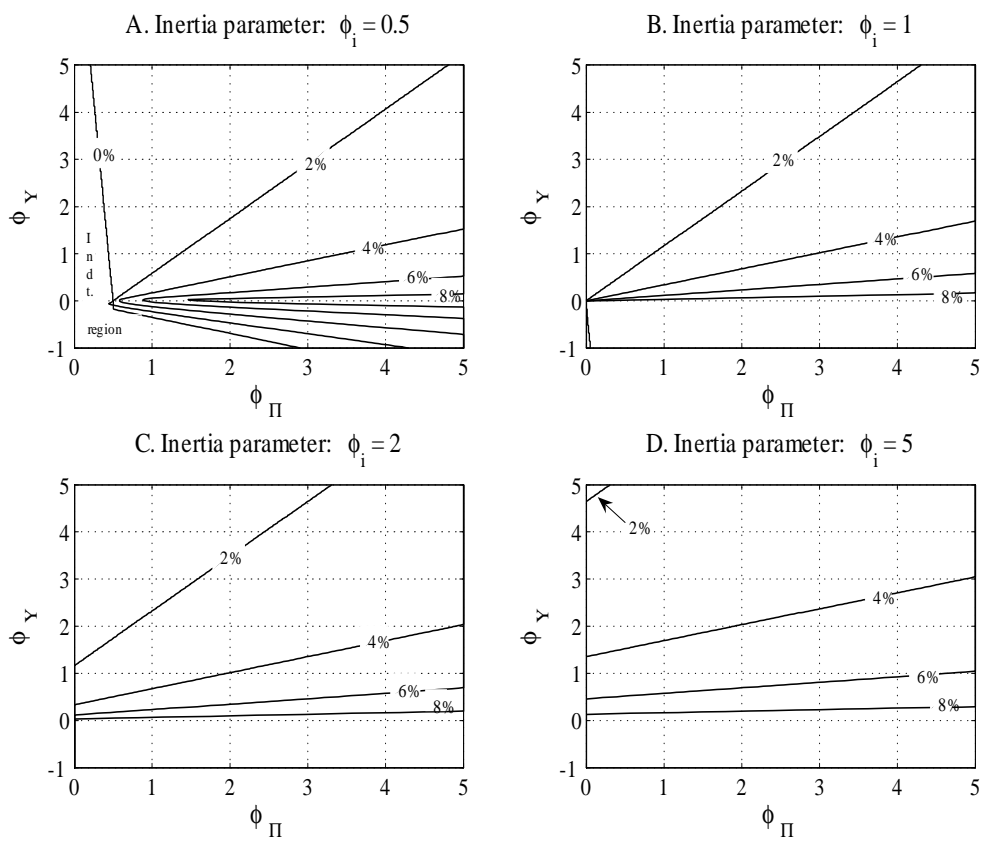 A. Inertia parameter: ϕi = 0.5
5
4
3
2
1
0
-1
ϕY
0%
2%
4%
6%
8%
Indt.
region
0 1 2 3 4 5
ϕΠ
B. Inertia parameter: ϕi = 1
5
4
3
2
1
0
-1
ϕY
2%
4%
6%
8%
0 1 2 3 4 5
ϕΠ
C. Inertia parameter: ϕi = 2
5
4
3
2
1
0
-1
ϕY
2%
4%
6%
8%
0 1 2 3 4 5
ϕΠ
D. Inertia parameter: ϕi = 5
5
4
3
2
1
0
-1
ϕY
2%
4%
6%
8%
0 1 2 3 4 5
ϕΠ